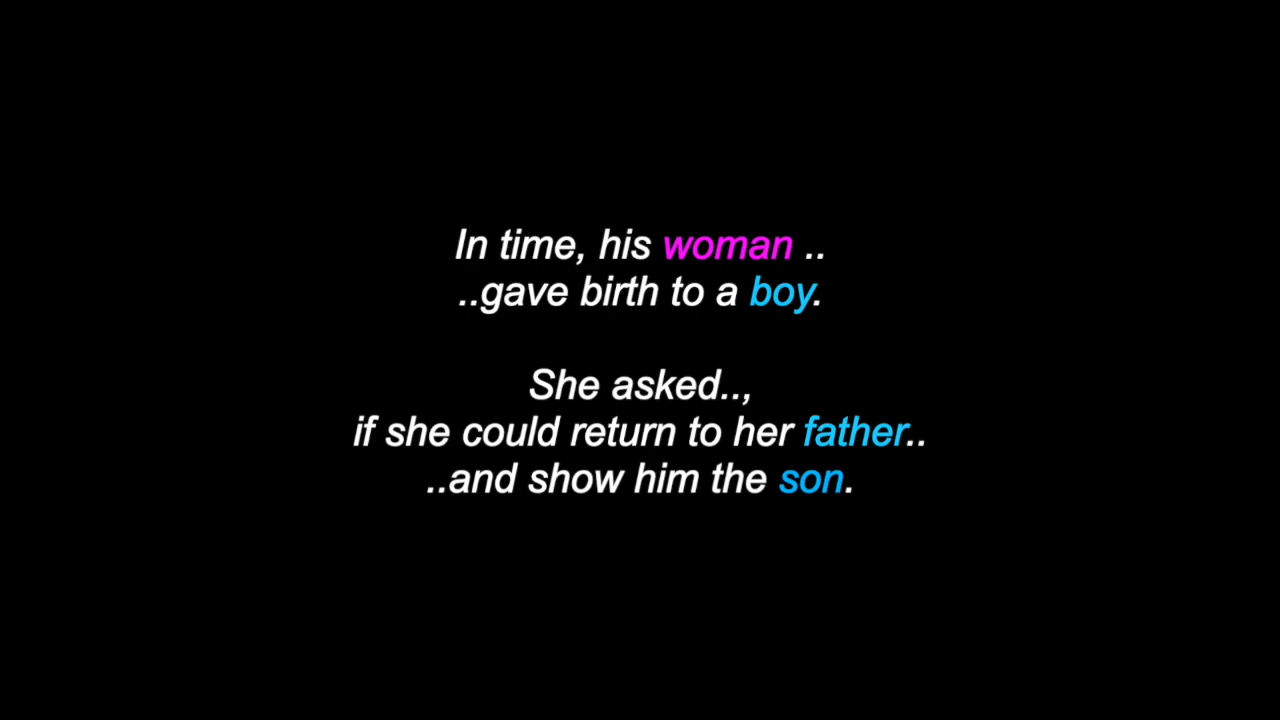 In time, his woman ..
..gave birth to a boy.
She asked..,
if she could return to her father..
..and show him the son.